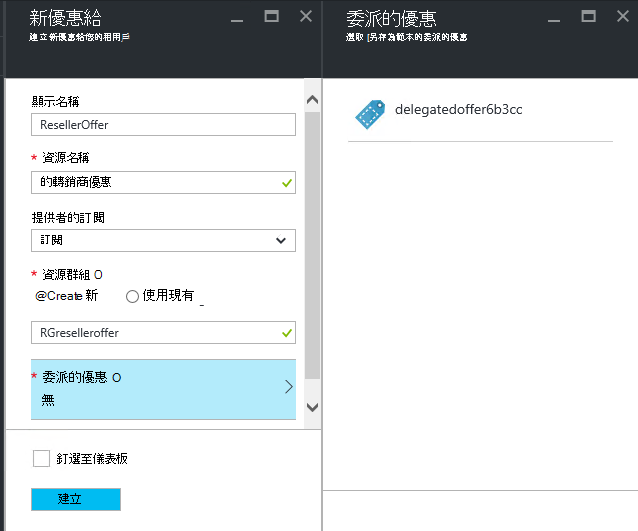 新優惠給
建立新優惠給您的租用戶
顯示名稱
ResellerOffer
* 資源名稱
的轉銷商優惠
提供者的訂閱
訂閱
* 資源群組 O
@Create 新 使用現有 _
RGreselleroffer
* 委派的優惠 O
無
釘選至儀表板
建立
委派的優惠
選取 [另存為範本的委派的優惠
delegatedoffer6b3cc